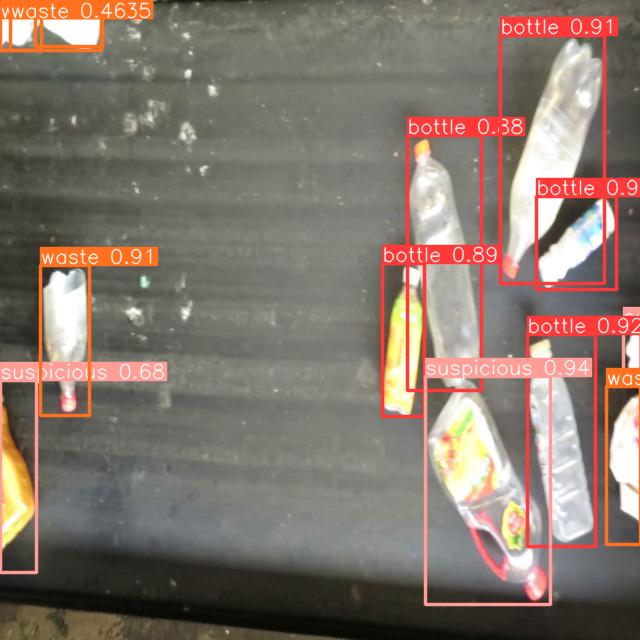 waste 0.4635
bottle 0.91
bottle 0.88
bottle 0.9
bottle 0.89
waste 0.91
bottle 0.92
suspicious 0.68
suspicious 0.94
was